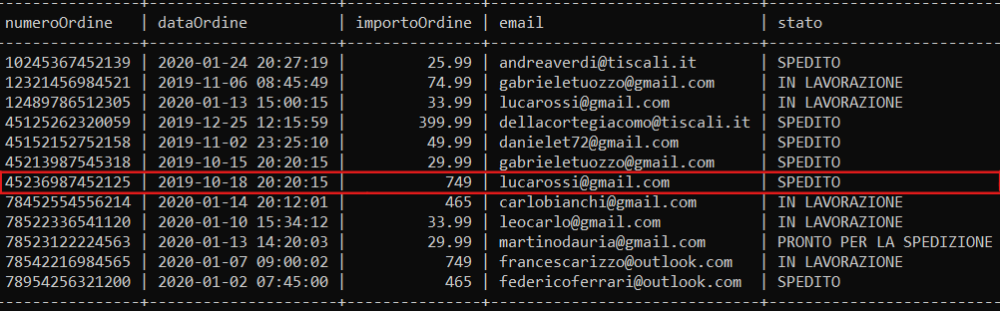 numeroOrdine | dataOrdine | importoOrdine | email | stato
10245367452139 | 2020-01-24 20:27:19 | 25.99 | andreaverdi@tiscali.it | SPEDITO
12321456984521 | 2019-11-06 08:45:49 | 74.99 | gabrieletuozzo@gmail.com | IN LAVORAZIONE
12489786512305 | 2020-01-13 15:00:15 | 33.99 | lucarossi@gmail.com | IN LAVORAZIONE
45125262320059 | 2019-12-25 12:15:59 | 399.99 | dellacortegiacomo@tiscali.it | SPEDITO
45152152752158 | 2019-11-02 23:25:10 | 49.99 | danielet72@gmail.com | SPEDITO
45213987545318 | 2019-10-15 20:20:15 | 29.99 | gabrieletuozzo@gmail.com | SPEDITO
45236987452125 | 2019-10-18 20:20:15 | 749 | lucarossi@gmail.com | SPEDITO
78452554556214 | 2020-01-14 20:12:01 | 465 | carlobianchi@gmail.com | IN LAVORAZIONE
78522336541120 | 2020-01-10 15:34:12 | 33.99 | leocarlo@gmail.com | IN LAVORAZIONE
78523122224563 | 2020-01-13 14:20:03 | 29.99 | martinodauria@gmail.com | PRONTO PER LA SPEDIZIONE
78542216984565 | 2020-01-07 09:00:02 | 749 | francescarizzo@outlook.com | IN LAVORAZIONE
78954256321200 | 2020-01-02 07:45:00 | 465 | federicoferrari@outlook.com | SPEDITO